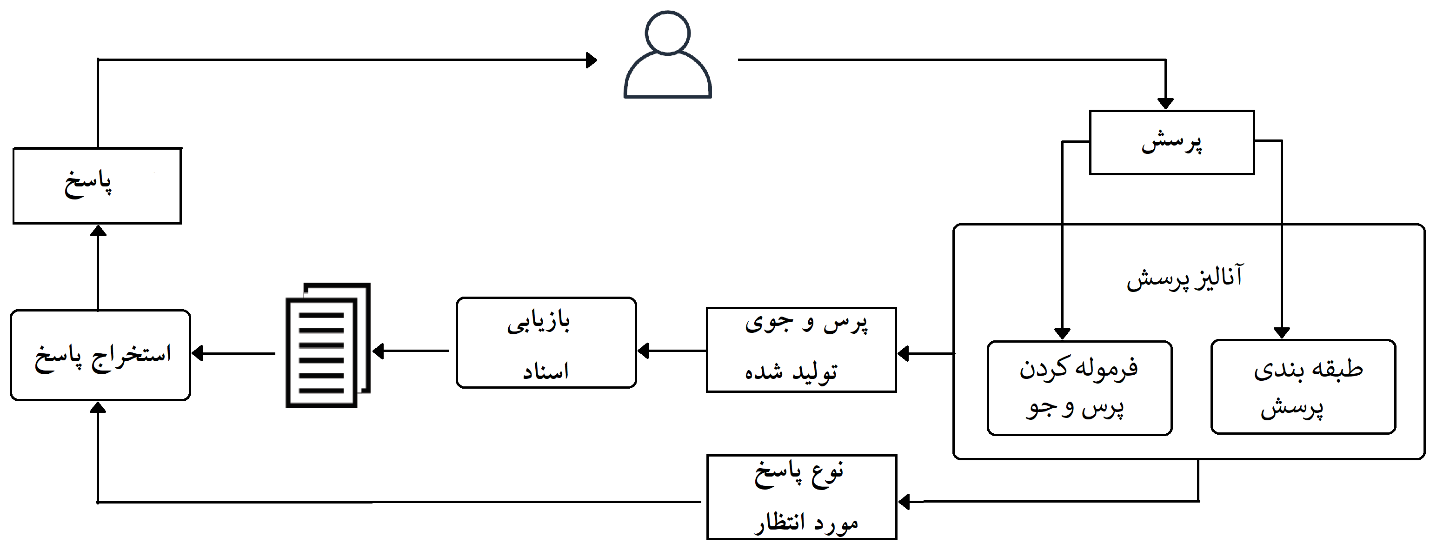 پرسش
پاسخ
آنالیز پرسش
طبقه بندی
پرسش
فرموله کردن
پرس و جو
پرس و جوی
تولید شده
بازیابی
اسناد
استخراج پاسخ
نوع پاسخ
مورد انتظار